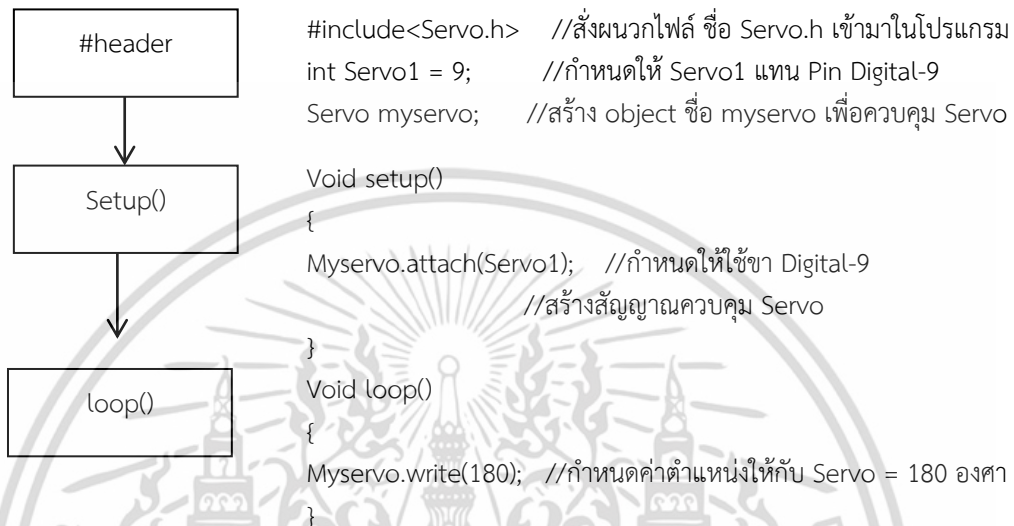 #header
#include<Servo.h> //สั่งผนวกไฟล์ ชื่อ Servo.h เข้ามาในโปรแกรม
int Servo1 = 9; //กำหนดให้ Servo1 แทน Pin Digital-9
Servo myservo; //สร้าง object ชื่อ myservo เพื่อควบคุม Servo
Setup()
Void setup()
{
Myservo.attach(Servo1); //กำหนดให้ใช้ขา Digital-9
//สร้างสัญญาณควบคุม Servo
}
loop()
Void loop()
{
Myservo.write(180); //กำหนดค่าตำแหน่งให้กับ Servo = 180 องศา
}